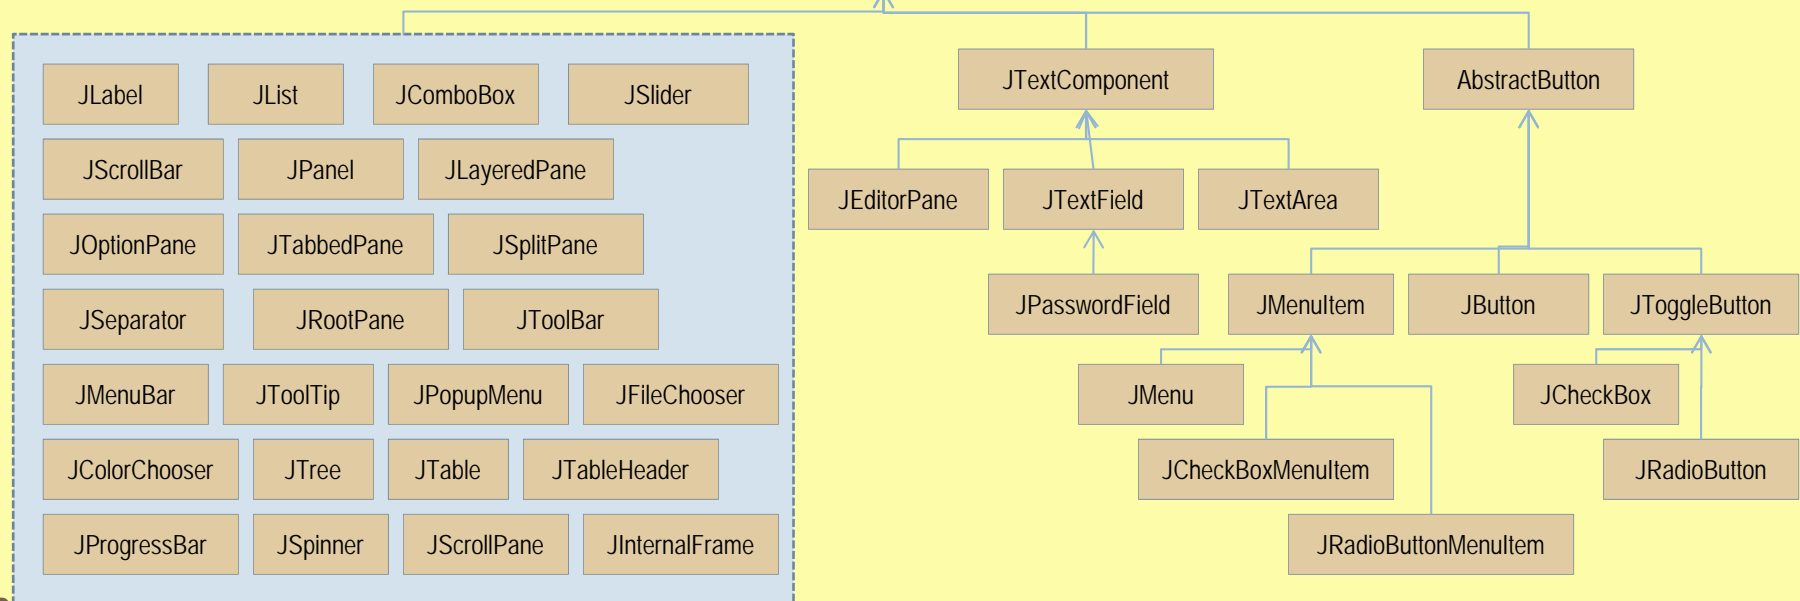 JLabel
JList
JComboBox
JSlider
JScrollBar
JPanel
JLayeredPane
JOptionPane
JTabbedPane
JSplitPane
JSeparator
JRootPane
JToolBar
JMenuBar
JToolTip
JPopupMenu
JFileChooser
JColorChooser
JTree
JTable
JTableHeader
JProgressBar
JSpinner
JScrollPane
JInternalFrame
JTextComponent
AbstractButton
JEditorPane
JTextField
JTextArea
JPasswordField
JMenuItem
JButton
JToggleButton
JMenu
JCheckBox
JCheckBoxMenuItem
JRadioButton
JRadioButtonMenuItem